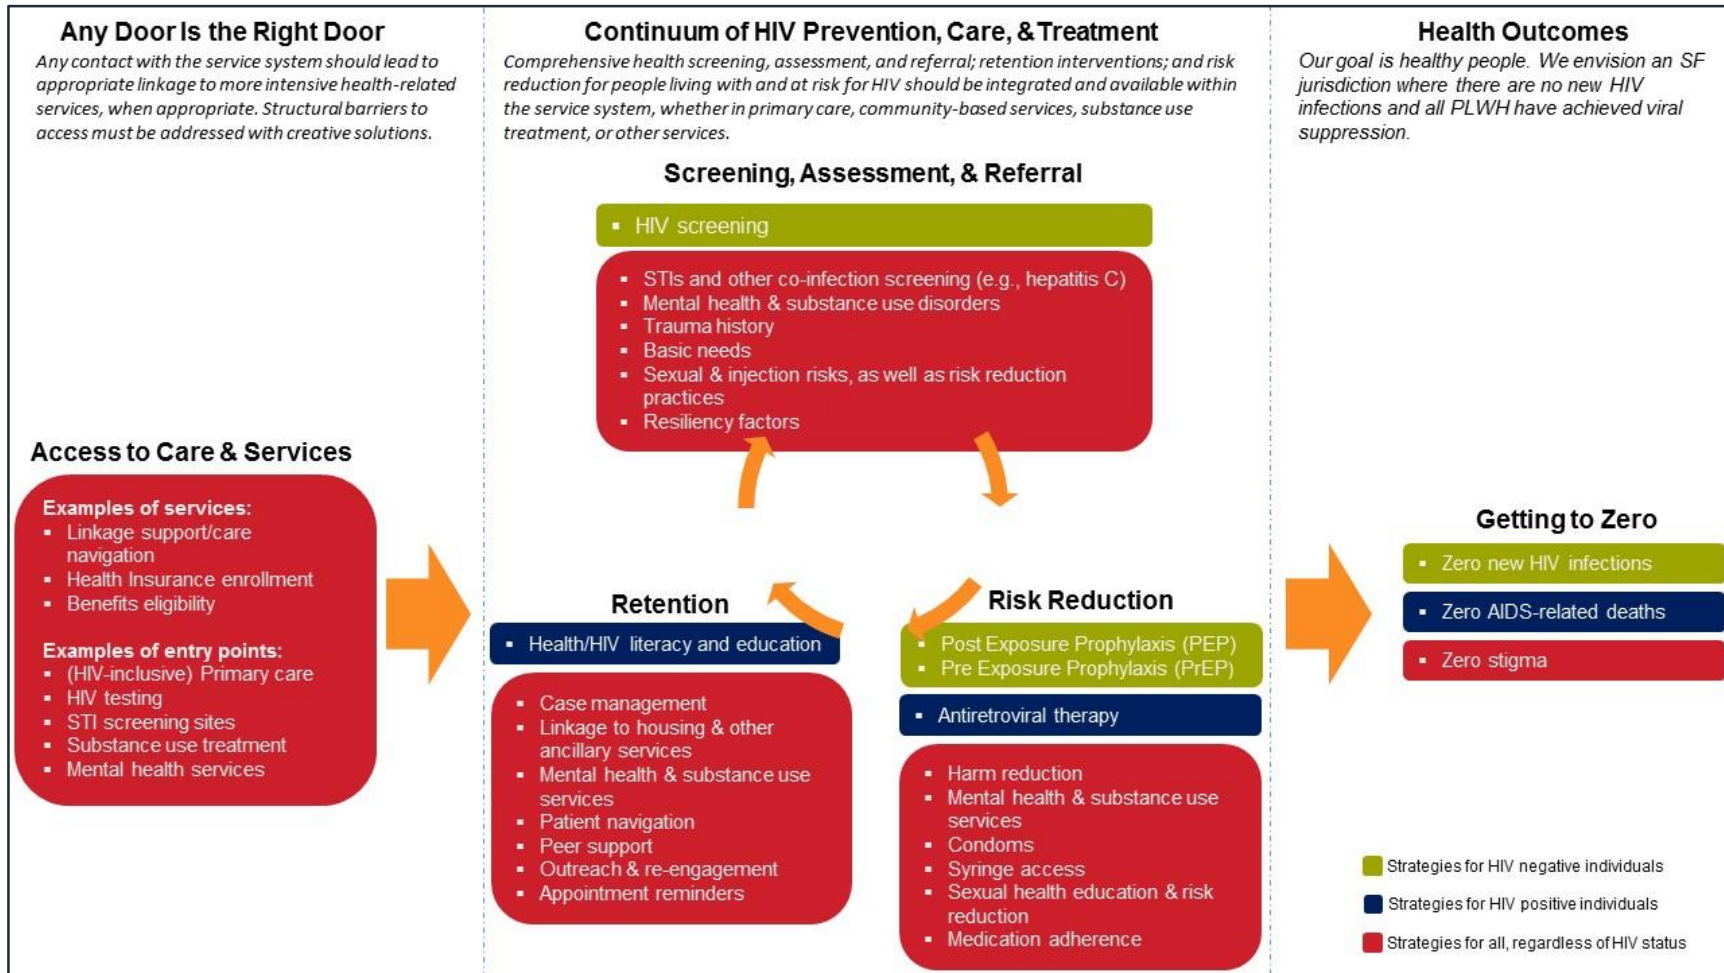 Any Door Is the Right Door
Any contact with the service system should lead to
appropriate linkage to more intensive health-related
services, when appropriate. Structural barriers to
access must be addressed with creative solutions.
Access to Care & Services
Examples of services:
▪ Linkage support/care
navigation
▪ Health Insurance enrollment
▪ Benefits eligibility
Examples of entry points:
▪ (HIV-inclusive) Primary care
▪ HIV testing
▪ STI screening sites
▪ Substance use treatment
▪ Mental health services
Continuum of HIV Prevention, Care, & Treatment
Comprehensive health screening, assessment, and referral; retention interventions; and risk
reduction for people living with and at risk for HIV should be integrated and available within
the service system, whether in primary care, community-based services, substance use
treatment, or other services.
Screening, Assessment, & Referral
▪ HIV screening
▪ STIs and other co-infection screening (e.g., hepatitis C)
▪ Mental health & substance use disorders
▪ Trauma history
▪ Basic needs
▪ Sexual & injection risks, as well as risk reduction
practices
▪ Resiliency factors
Retention
▪ Health/HIV literacy and education
▪ Case management
▪ Linkage to housing & other
ancillary services
▪ Mental health & substance use
services
▪ Patient navigation
▪ Peer support
▪ Outreach & re-engagement
▪ Appointment reminders
Risk Reduction
▪ Post Exposure Prophylaxis (PEP)
▪ Pre Exposure Prophylaxis (PrEP)
▪ Antiretroviral therapy
▪ Harm reduction
▪ Mental health & substance use
services
▪ Condoms
▪ Syringe access
▪ Sexual health education & risk
reduction
▪ Medication adherence
Health Outcomes
Our goal is healthy people. We envision an SF
jurisdiction where there are no new HIV
infections and all PLWH have achieved viral
suppression.
Getting to Zero
▪ Zero new HIV infections
▪ Zero AIDS-related deaths
▪ Zero stigma
Strategies for HIV negative individuals
Strategies for HIV positive individuals
Strategies for all, regardless of HIV status